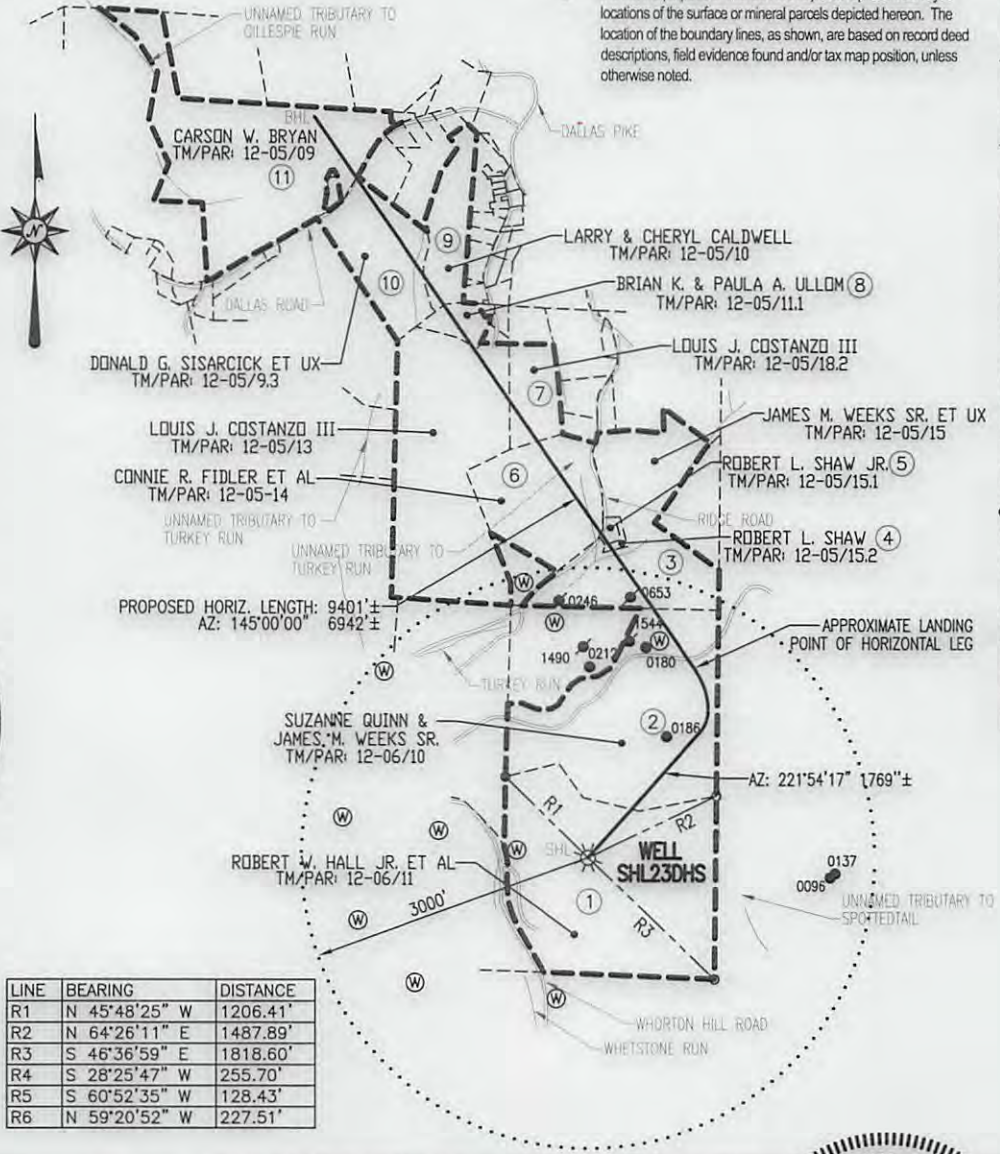 locations of the surface or mineral parcels depicted hereon. The
location of the boundary lines, as shown, are based on record deed
descriptions, field evidence found and/or tax map position, unless
otherwise noted.
UNNAMED TRIBUTARY TO
GILLESPIE RUN
BHL
DALLAS PIKE
CARSON W. BRYAN
TM/PAR: 12-05/09
11
N
9
LARRY & CHERYL CALDWELL
TM/PAR: 12-05/10
10
BRIAN K. & PAULA A. ULLOM 8
TM/PAR: 12-05/11.1
DALLAS ROAD
DONALD G. SISARCICK ET UX
TM/PAR: 12-05/9.3
LOUIS J. COSTANZO III
TM/PAR: 12-05/18.2
7
JAMES M. WEEKS SR. ET UX
TM/PAR: 12-05/15
LOUIS J. COSTANZO III
TM/PAR: 12-05/13
ROBERT L. SHAW JR. 5
TM/PAR: 12-05/15.1
CONNIE R. FIDLER ET AL
TM/PAR: 12-05-14
6
UNNAMED TRIBUTARY TO
TURKEY RUN
RIDGE ROAD
ROBERT L. SHAW 4
TM/PAR: 12-05/15.2
UNNAMED TRIBUTARY TO
TURKEY RUN
3
W
PROPOSED HORIZ. LENGTH: 9401'±
AZ: 145°00'00" 6942'±
0246
0653
W
1544
W
APPROXIMATE LANDING
POINT OF HORIZONTAL LEG
1490
0212
0180
W
TURKEY RUN
SUZANNE QUINN &
JAMES M. WEEKS SR.
TM/PAR: 12-06/10
2
0186
AZ: 221°54'17" 1769"±
R1
R2
W
W
W
SHL
WELL
SHL23DHS
ROBERT W. HALL JR. ET AL
TM/PAR: 12-06/11
0137
0096
UNNAMED TRIBUTARY TO
SPOTTEDTAIL
3000'
1
R3
W
W
W
WHORTON HILL ROAD
WHETSTONE RUN
LINE BEARING DISTANCE
R1 N 45°48'25" W 1206.41'
R2 N 64°26'11" E 1487.89'
R3 S 46°36'59" E 1818.60'
R4 S 28°25'47" W 255.70'
R5 S 60°52'35" W 128.43'
R6 N 59°20'52" W 227.51'